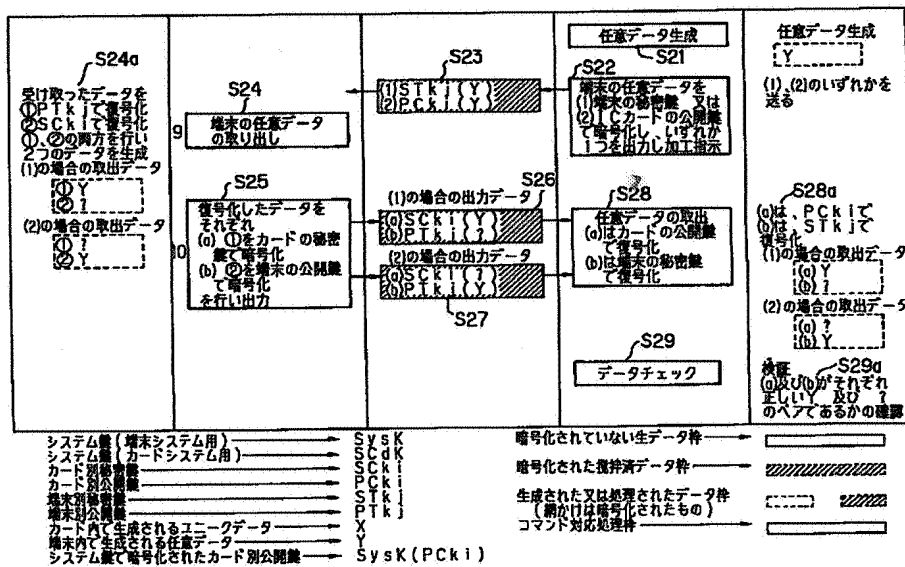 S24a
受け取ったデータを
①PTkjで復号化
②SCkiで復号化
①、②の両方を行い
2つのデータを生成
(1)の場合の取出データ
① Y
② ?
(2)の場合の取出データ
① ?
② Y
S24
9
端末の任意データ
の取り出し
S25
0
復号化したデータを
それぞれ
(a) ①をカードの秘密
鍵で暗号化
(b) ②を端末の公開鍵
で暗号化
を行い出力
S23
(1)STkj(Y)
(2)PCki(Y)
S26
(1)の場合の出力データ
(a)SCki(Y)
(b)PTkj(?)
(2)の場合の出力データ
(a)SCki(?)
(b)PTkj(Y)
S27
任意データ生成
S21
S22
端末の任意データを
(1)端末の秘密鍵 又は
(2)ICカードの公開鍵
で暗号化し、いずれか
1つを出力し加工指示
S28
任意データの取出
(a)はカードの公開鍵
で復号化
(b)は端末の秘密鍵
で復号化
S29
データチェック
任意データ生成
Y
(1)、(2)のいずれかを
送る
S28a
(a)は、PCkiで
(b)は、STkjで
復号化
(1)の場合の取出データ
(a) Y
(b) ?
(2)の場合の取出データ
(a) ?
(b) Y
検証
S29a
(a)及び(b)がそれぞれ
正しいY 及び ?
のペアであるかの確認
システム鍵(端末システム用) SysK
システム鍵(カードシステム用) SCdK
カード別秘密鍵 SCki
カード別公開鍵 PCki
端末別秘密鍵 STkj
端末別公開鍵 PTkj
カード内で生成されるユニークデータ X
端末内で生成される任意データ Y
システム鍵で暗号化されたカード別公開鍵 SysK(PCki)
暗号化されていない生データ枠
暗号化された撹拌済データ枠
生成された又は処理されたデータ枠
(網かけは暗号化されたもの)
コマンド対応処理枠